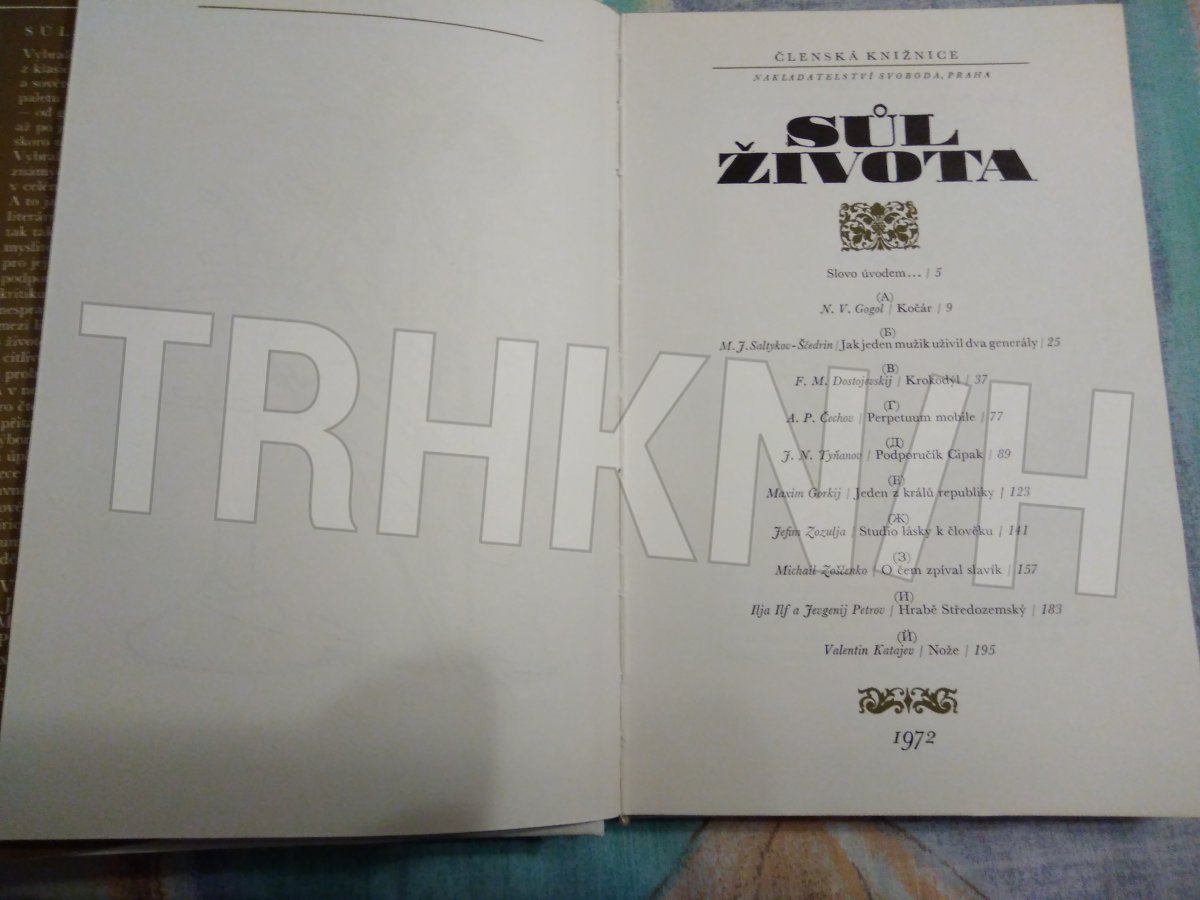 SŮL
ČLENSKÁ KNIŽNICE
NAKLADATELSTVÍ SVOBODA, PRAHA
SŮL
ŽIVOTA
Slovo úvodem... | 5
(А)
N. V. Gogol | Kočár | 9
(Б)
M. J. Saltykov-Ščedrin | Jak jeden mužik uživil dva generály | 25
(В)
F. M. Dostojevskij | Krokodýl | 37
(Г)
A. P. Čechov | Perpetuum mobile | 77
(Д)
J. N. Tyňanov | Podporučík Cipak | 89
(Е)
Maxim Gorkij | Jeden z králů republiky | 123
(Ж)
Jefim Zozulja | Studio lásky k člověku | 141
(З)
Michail Zoščenko | O čem zpíval slavík | 157
(И)
Ilja Ilf a Jevgenij Petrov | Hrabě Středozemský | 183
(Й)
Valentin Katajev | Nože | 195
1972
TRHKNIH